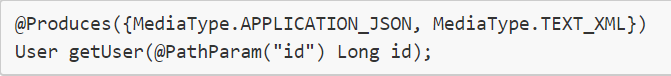 @Produces({MediaType.APPLICATION_JSON, MediaType.TEXT_XML})
User getUser(@PathParam("id") Long id);